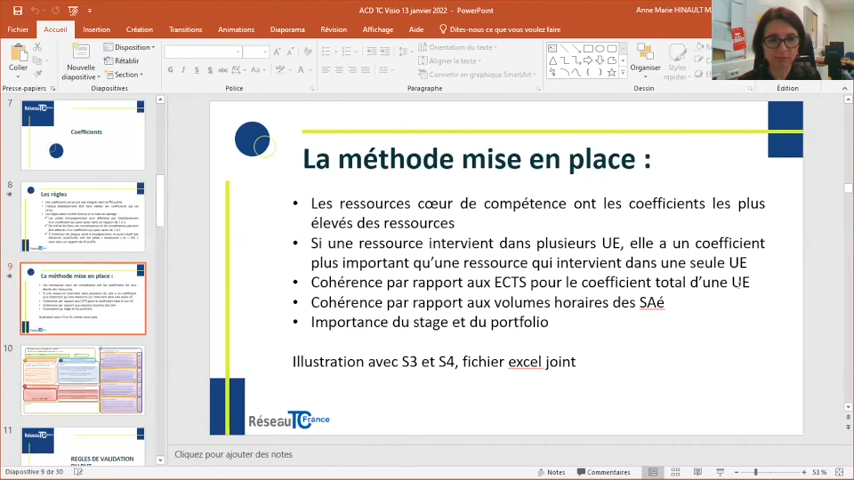 ACD TC Visio 13 janvier 2022 - PowerPoint
Anne Marie HINAULT M
Fichier Accueil Insertion Création Transitions Animations Diaporama Révision Affichage Aide Dites-nous ce que vous voulez faire
Coller
Nouvelle diapositive
Disposition
Rétablir
Section
Orientation du texte
Aligner le texte
Convertir en graphique SmartArt
Organiser
Styles rapides
Presse-papiers Diapositives Police Paragraphe Dessin Édition
7
Coefficients
8
Les règles
9
La méthode mise en place :
10
11
REGLES DE VALIDATION
La méthode mise en place :
• Les ressources cœur de compétence ont les coefficients les plus
élevés des ressources
• Si une ressource intervient dans plusieurs UE, elle a un coefficient
plus important qu'une ressource qui intervient dans une seule UE
• Cohérence par rapport aux ECTS pour le coefficient total d'une UE
• Cohérence par rapport aux volumes horaires des SAé
• Importance du stage et du portfolio
Illustration avec S3 et S4, fichier excel joint
Réseau TC France
Cliquez pour ajouter des notes
Diapositive 9 de 30
Notes Commentaires 53 %